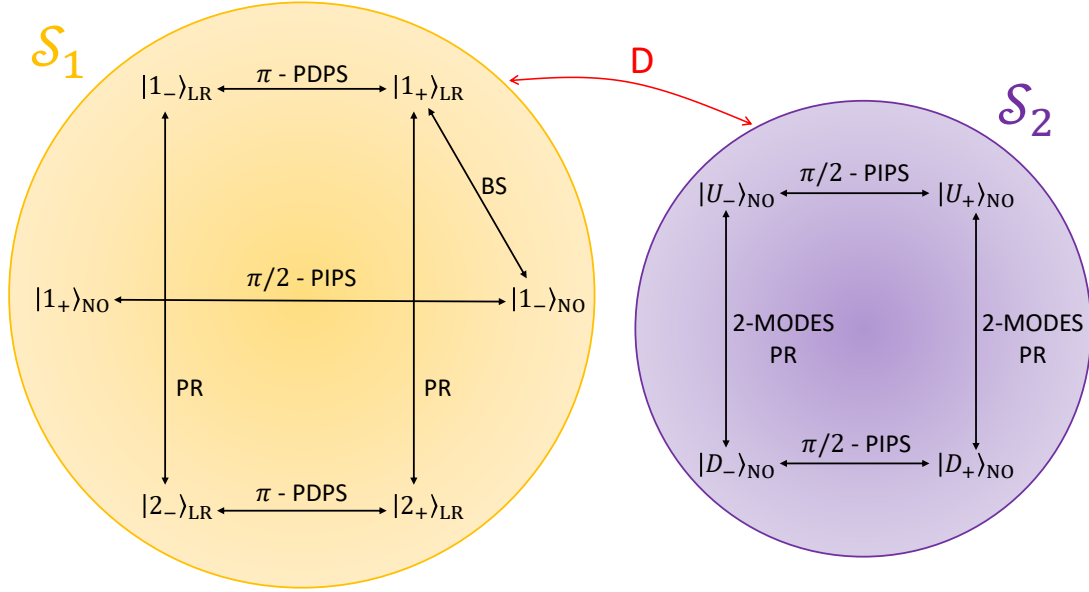 𝒮₁
D
𝒮₂
|1₋⟩LR
π - PDPS
|1₊⟩LR
BS
|1₊⟩NO
π/2 - PIPS
|1₋⟩NO
PR
PR
|2₋⟩LR
π - PDPS
|2₊⟩LR
|U₋⟩NO
π/2 - PIPS
|U₊⟩NO
2-MODES
PR
2-MODES
PR
|D₋⟩NO
π/2 - PIPS
|D₊⟩NO